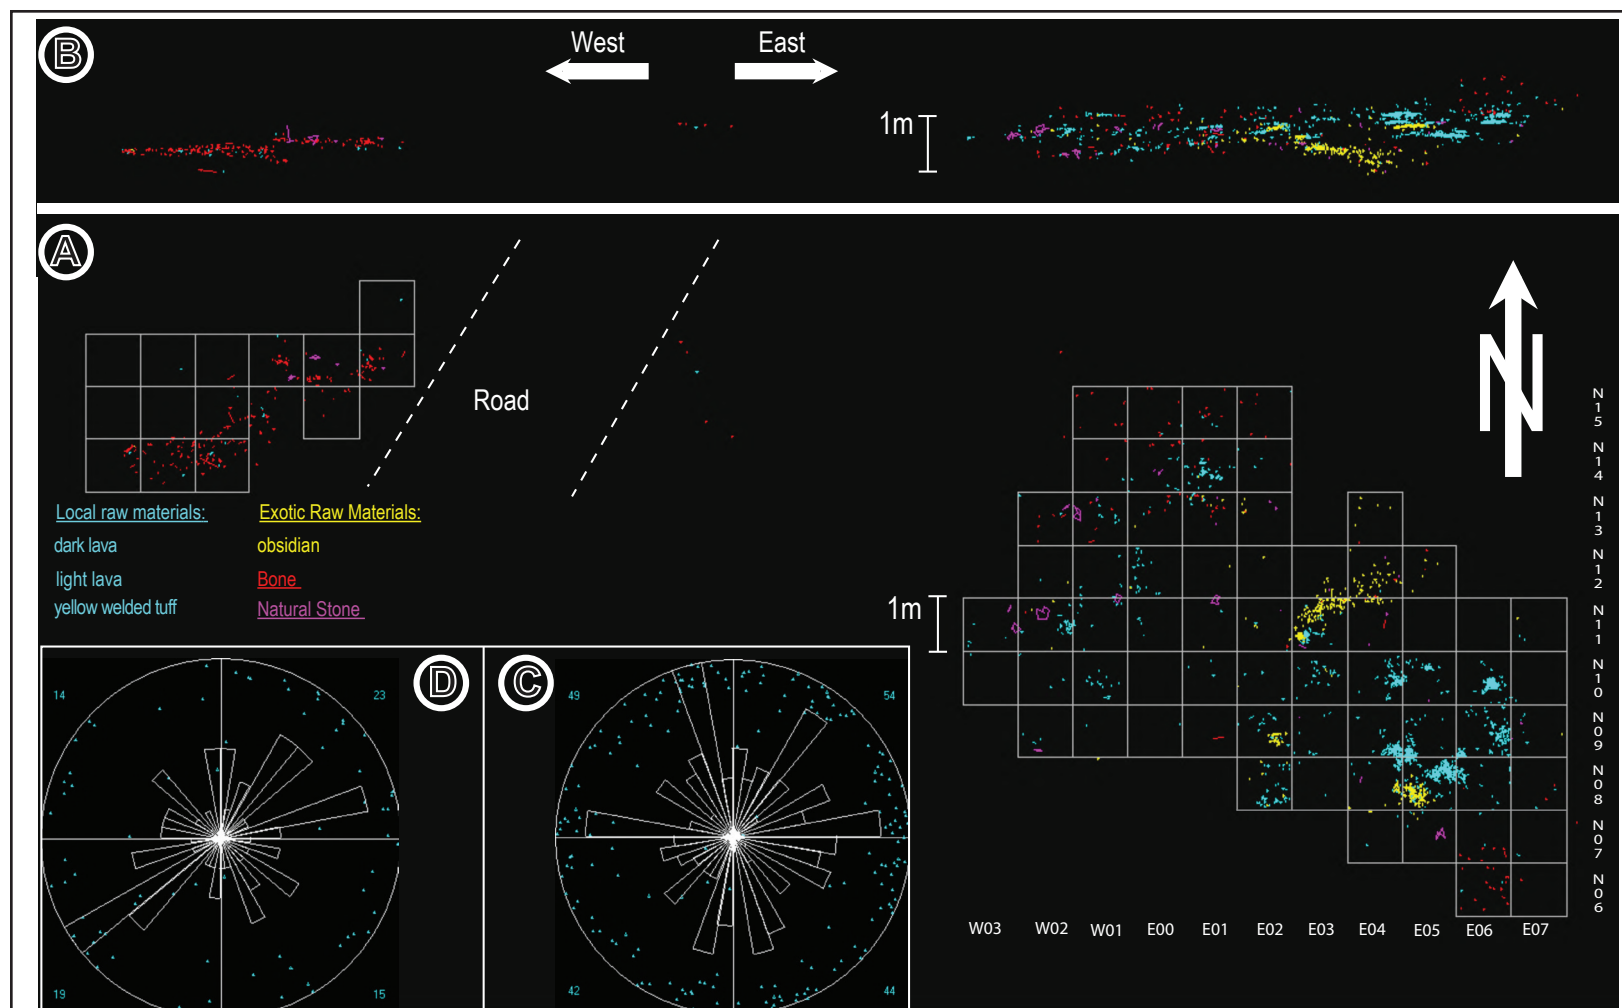 B
West East
1m
A
Road
N
Local raw materials: Exotic Raw Materials:
dark lava obsidian
light lava Bone
yellow welded tuff Natural Stone
1m
N15
N14
N13
N12
N11
N10
N09
N08
N07
N06
W03 W02 W01 E00 E01 E02 E03 E04 E05 E06 E07
D C
14 23 49 54
19 15 42 44